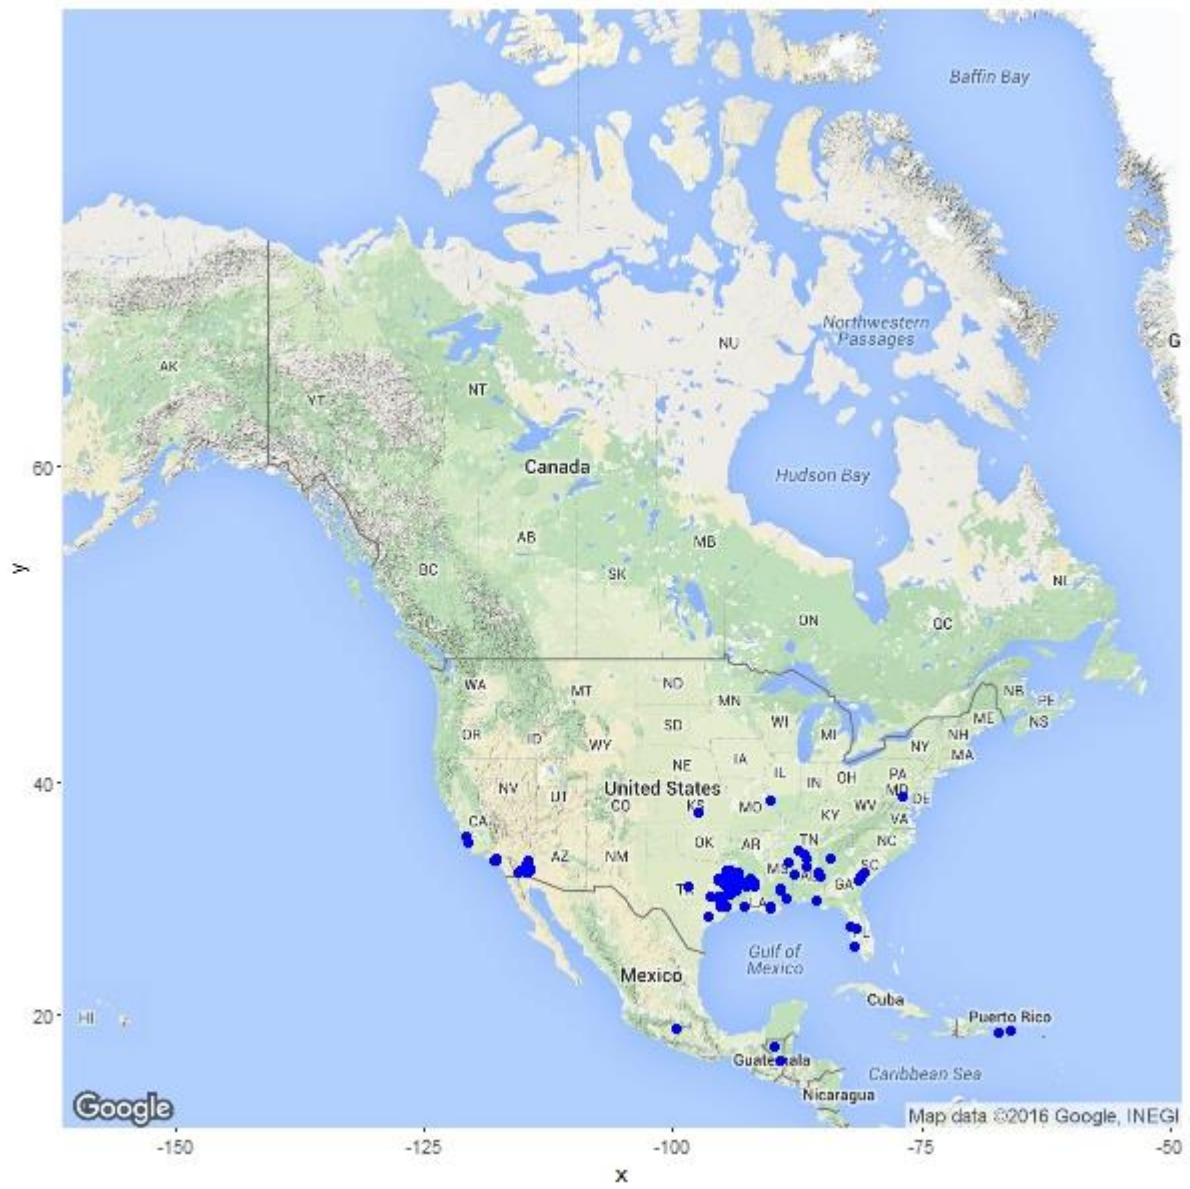 Baffin Bay
NU
Northwestern
Passages
G
AK
YT
NT
60
Canada
Hudson Bay
AB
MB
BC
SK
NL
ON
QC
y
WA
MT
ND
MN
NB
PE
ME
NS
OR
ID
WY
SD
WI
MI
NH
NY
MA
NE
IA
IL
IN
OH
PA
40
NV
UT
United States
CO
KS
MO
MD
DE
WV
VA
KY
CA
OK
AR
TN
NC
AZ
NM
MS
AL
SC
GA
TX
LA
FL
Gulf of
Mexico
Mexico
Cuba
20
HI
Puerto Rico
Guatemala
Caribbean Sea
Nicaragua
Google
Map data ©2016 Google, INEGI
-150
-125
-100
-75
-50
x